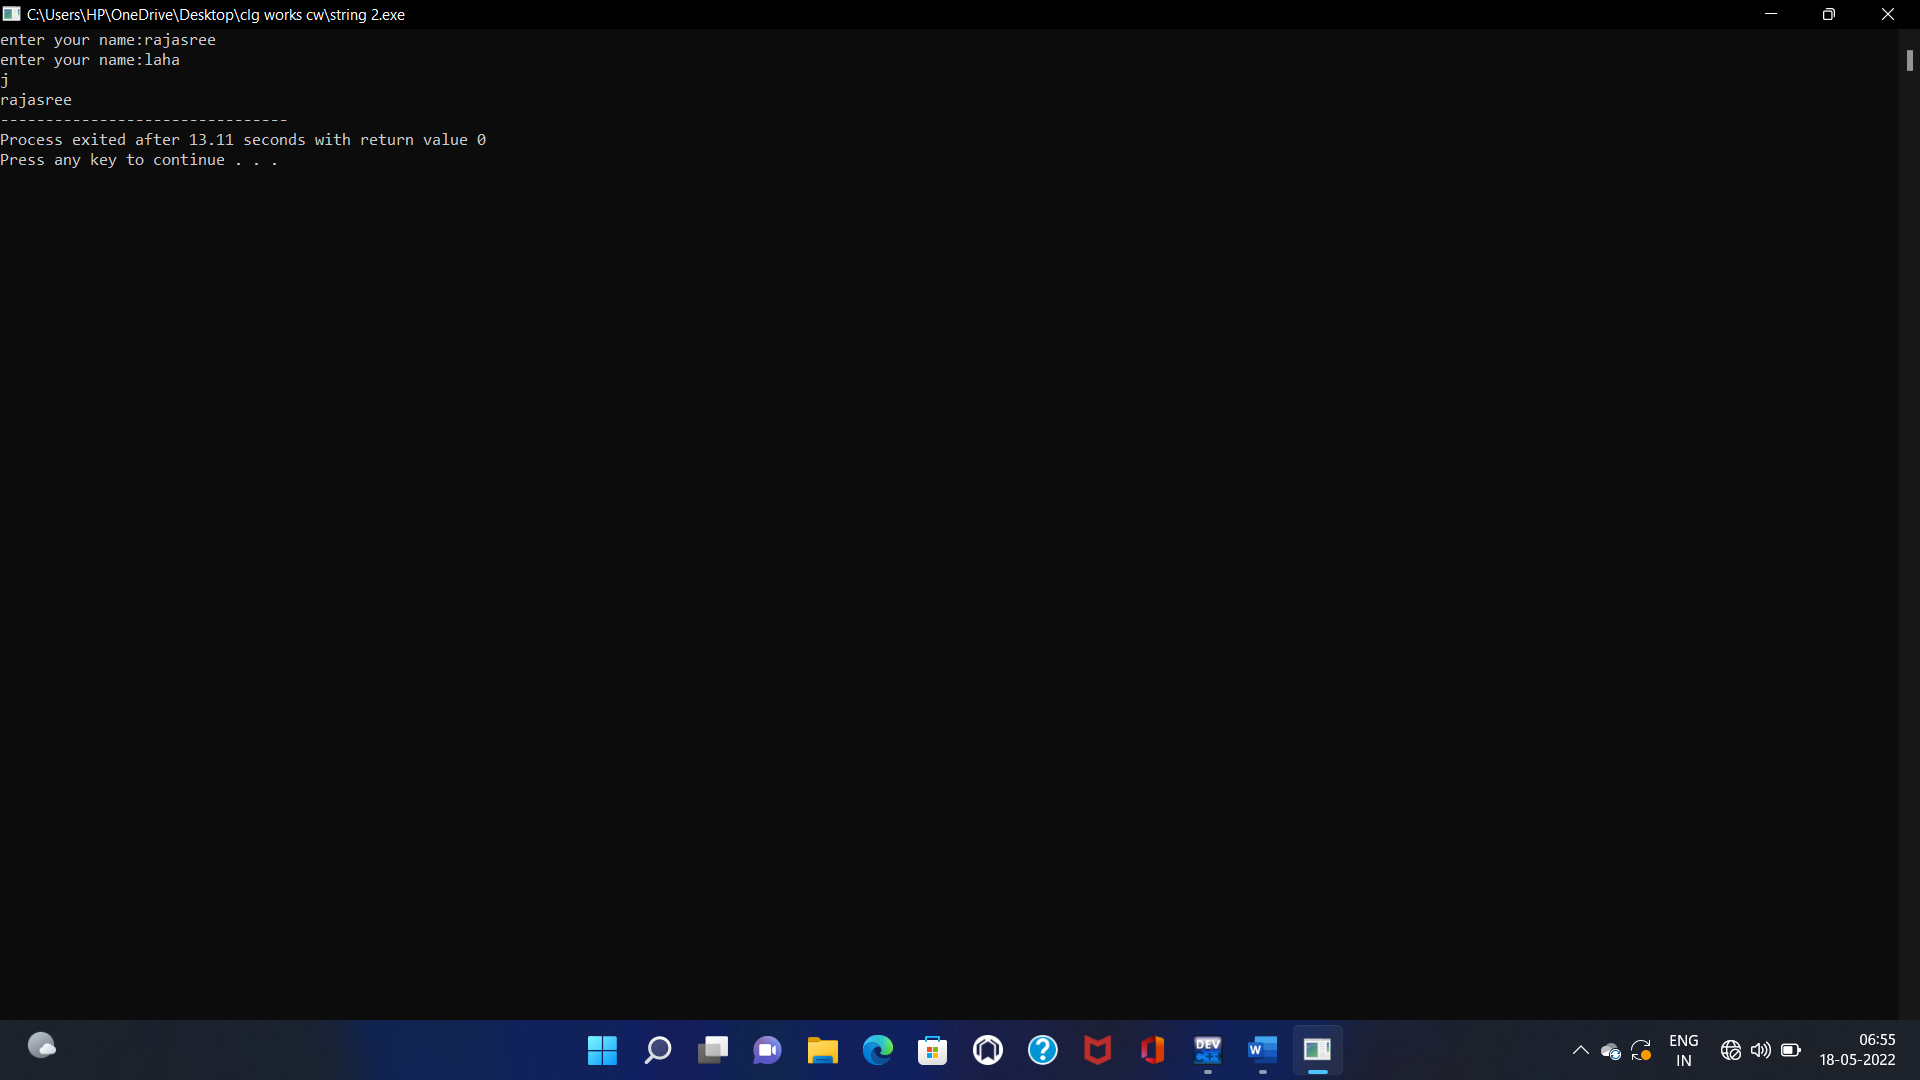 C:\Users\HP\OneDrive\Desktop\clg works cw\string 2.exe
enter your name:rajasree
enter your name:laha
j
rajasree
--------------------------------
Process exited after 13.11 seconds with return value 0
Press any key to continue . . .
DEV
C++
W
?
ENG
IN
06:55
18-05-2022